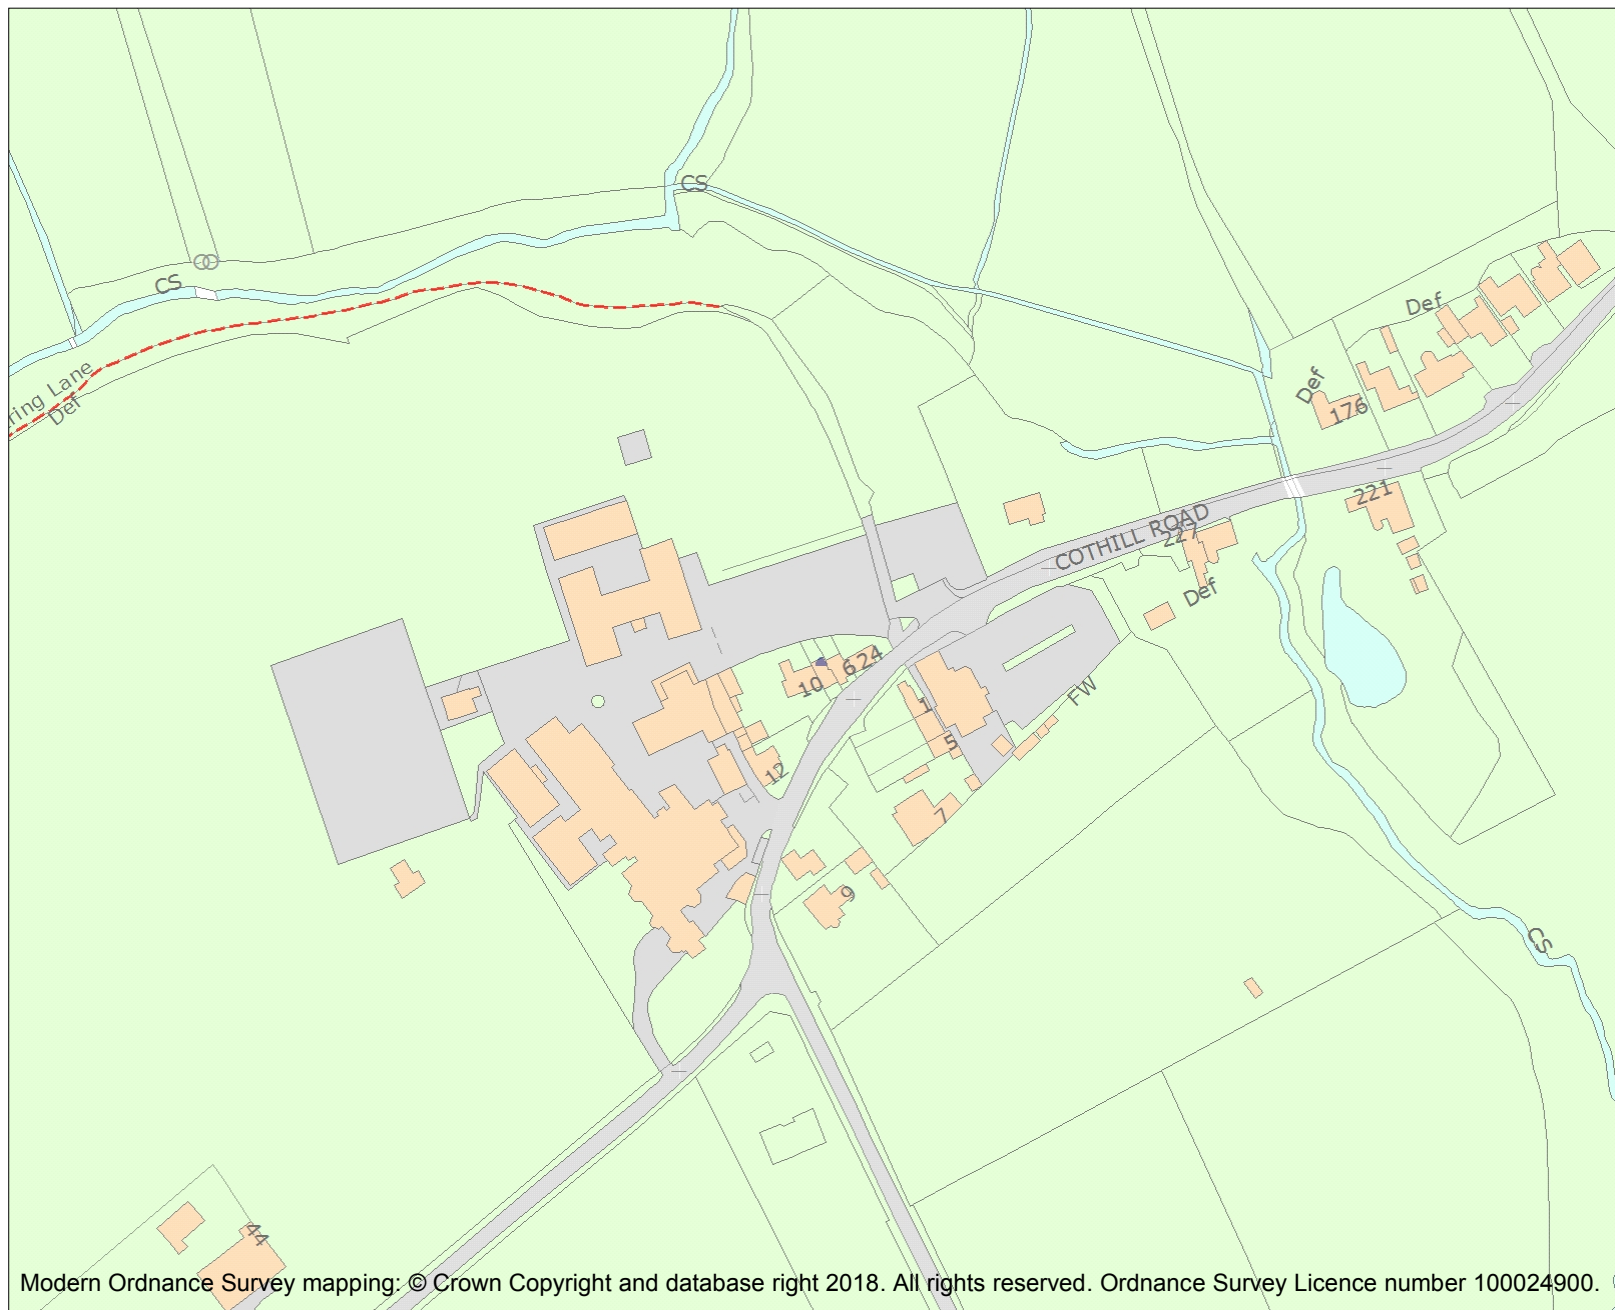 CS
CS
ring Lane
Def
Def
Def
176
221
COTHILL ROAD
227
Def
24
6
10
FW
1
5
12
7
9
CS
44
Modern Ordnance Survey mapping: © Crown Copyright and database right 2018. All rights reserved. Ordnance Survey Licence number 100024900.